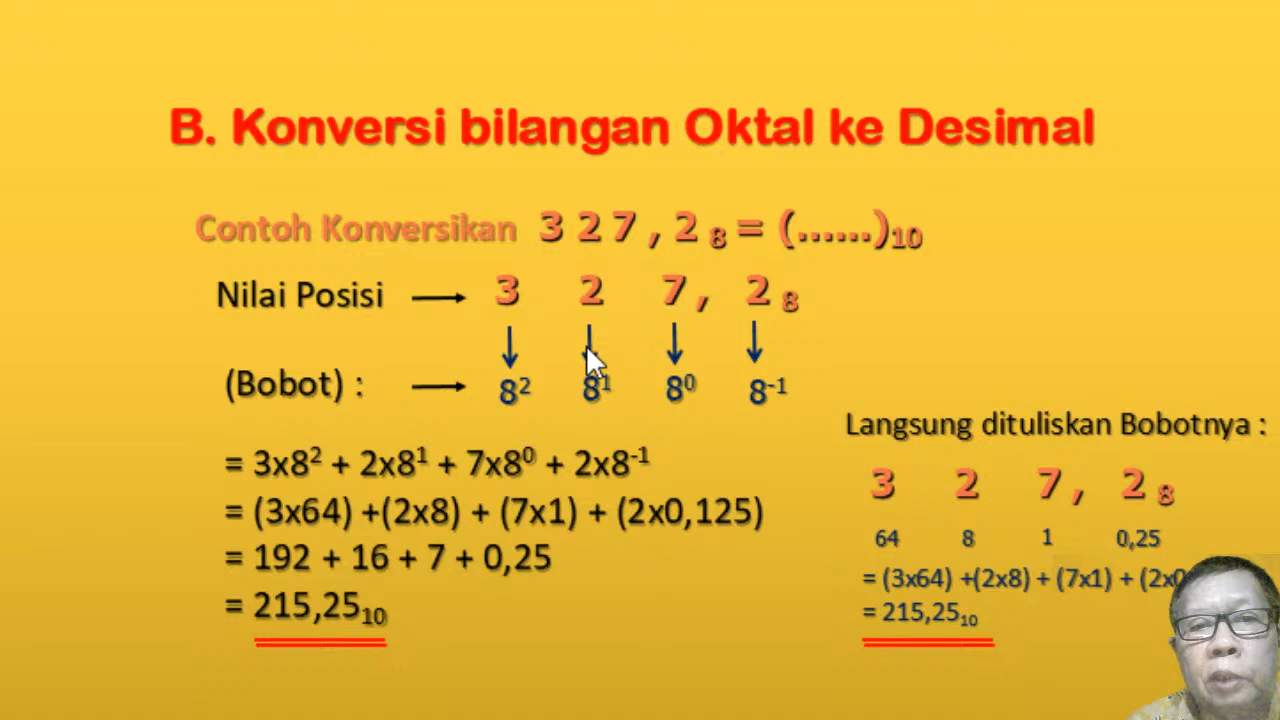 B. Konversi bilangan Oktal ke Desimal
Contoh Konversikan 3 2 7 , 2 ₈ = (......)₁₀
Nilai Posisi → 3 2 7 , 2 ₈
(Bobot) : → 8² 8¹ 8⁰ 8⁻¹
= 3x8² + 2x8¹ + 7x8⁰ + 2x8⁻¹
= (3x64) +(2x8) + (7x1) + (2x0,125)
= 192 + 16 + 7 + 0,25
= 215,25₁₀
Langsung dituliskan Bobotnya :
3 2 7 , 2 ₈
64 8 1 0,25
= (3x64) +(2x8) + (7x1) + (2x0
= 215,25₁₀